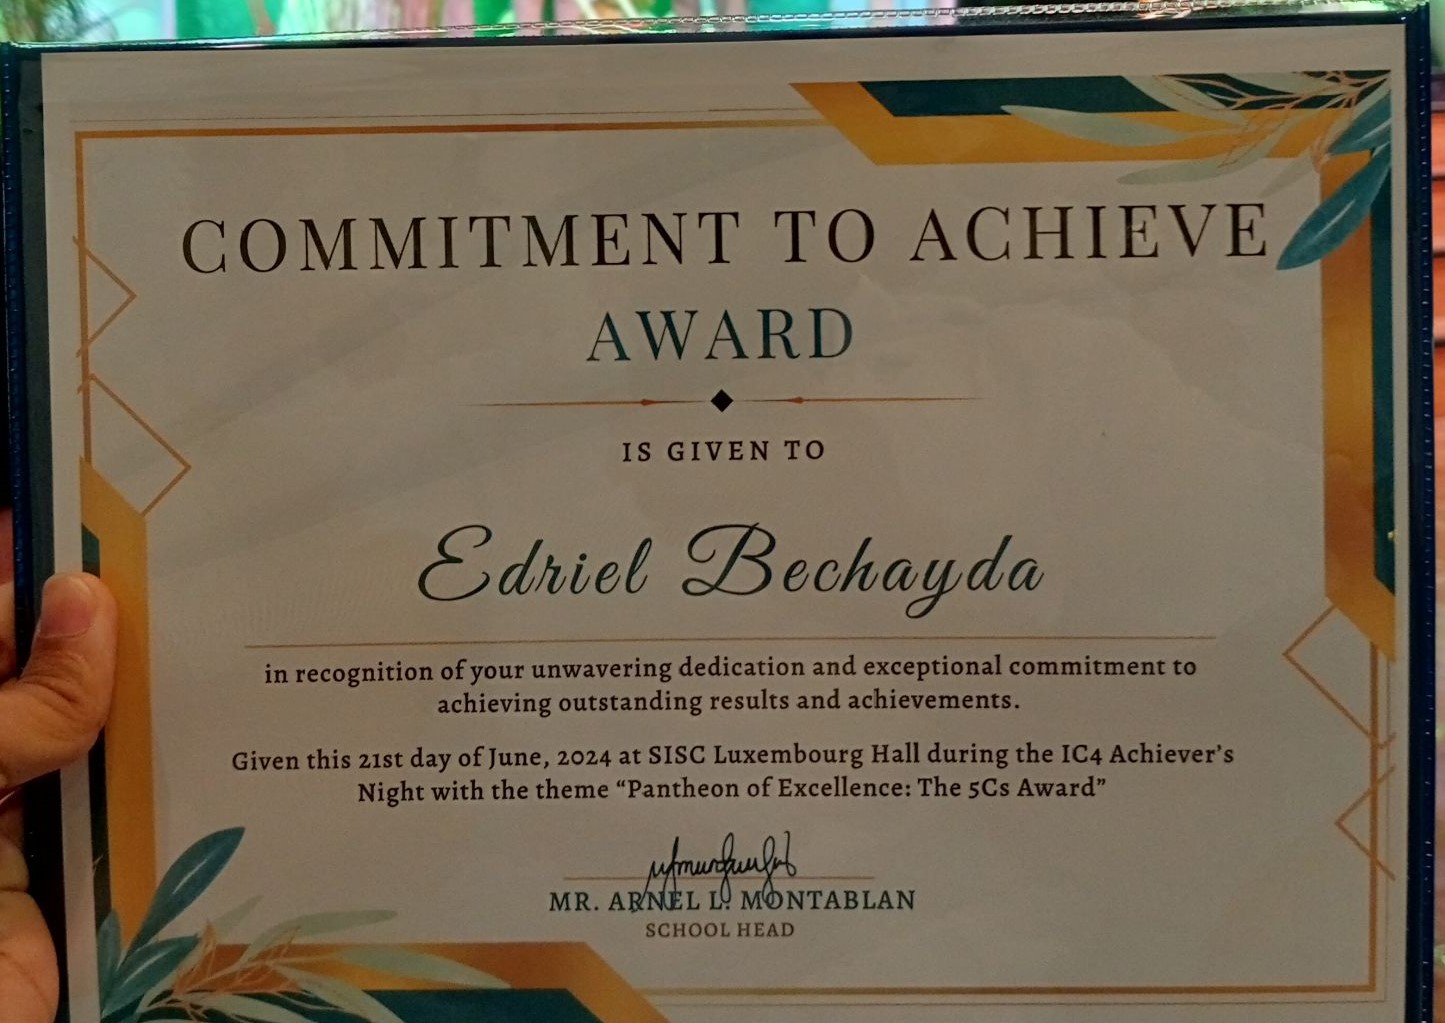 COMMITMENT TO ACHIEVE
AWARD
IS GIVEN TO
Edriel Bechayda
in recognition of your unwavering dedication and exceptional commitment to
achieving outstanding results and achievements.
Given this 21st day of June, 2024 at SISC Luxembourg Hall during the IC4 Achiever's
Night with the theme “Pantheon of Excellence: The 5Cs Award”
MR. ARNEL L. MONTABLAN
SCHOOL HEAD